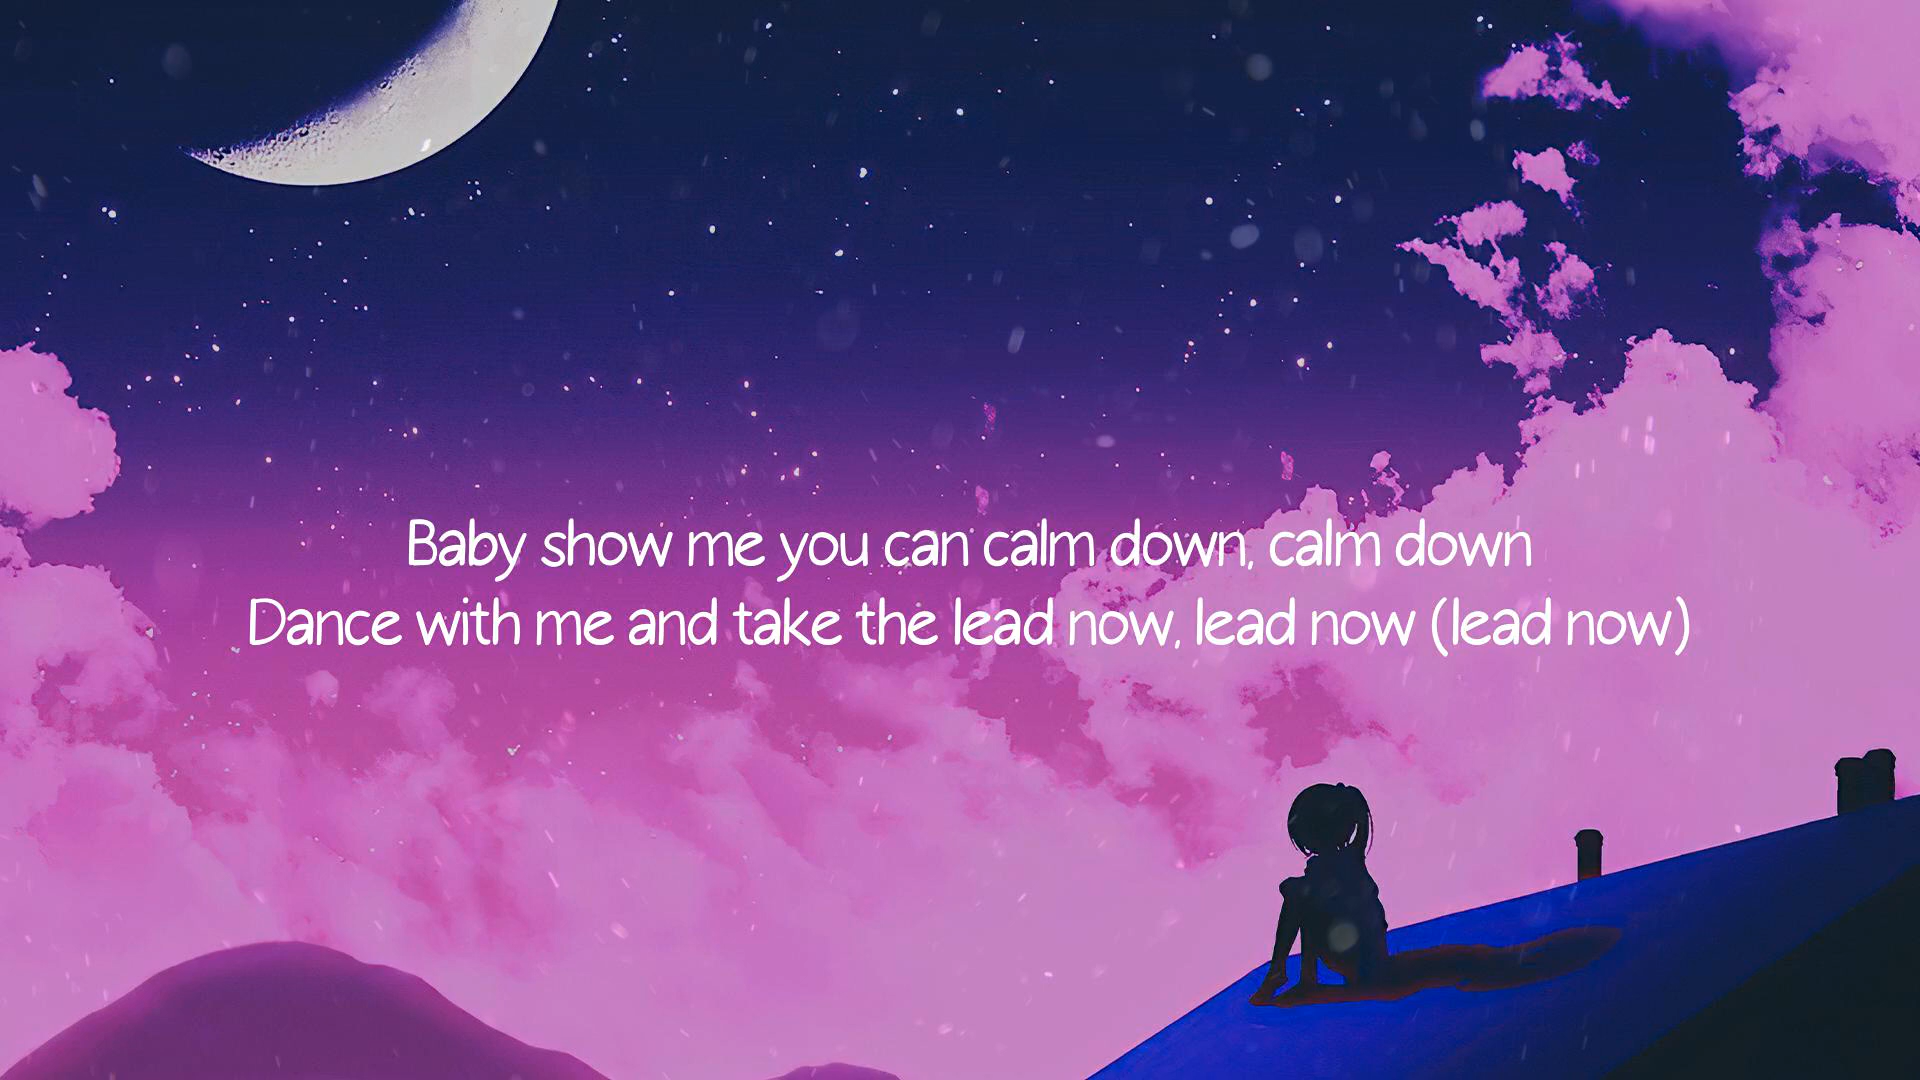 Baby show me you can calm down, calm down
Dance with me and take the lead now, lead now (lead now)